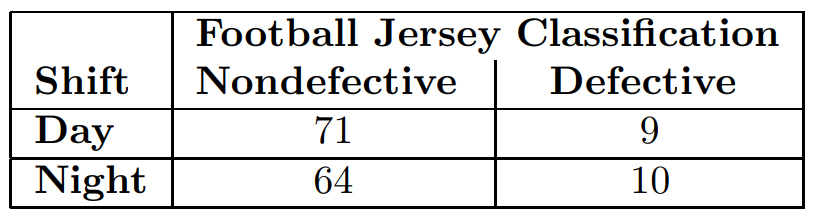 Football Jersey Classification
Shift Nondefective Defective
Day 71 9
Night 64 10